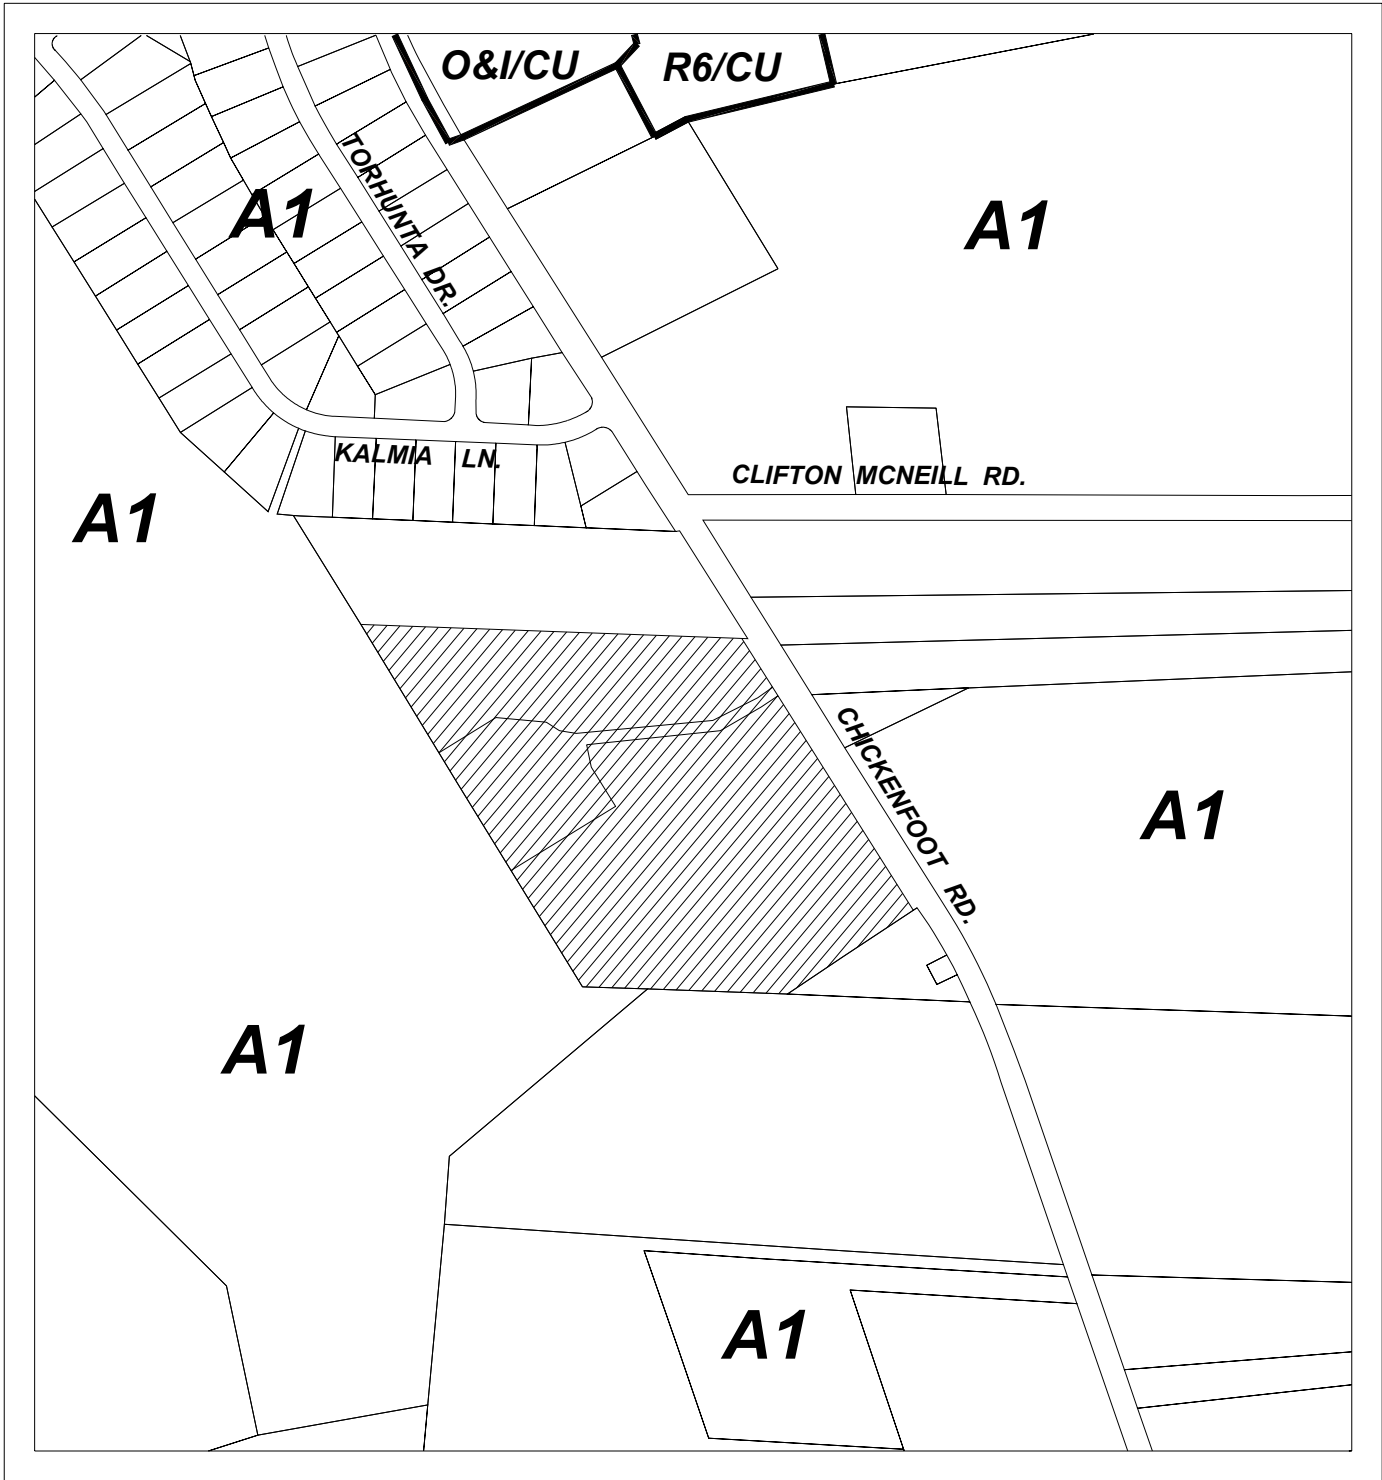 O&I/CU
R6/CU
TORHUNTA DR.
A1
A1
KALMIA LN.
CLIFTON MCNEILL RD.
A1
CHICKENFOOT RD.
A1
A1
A1